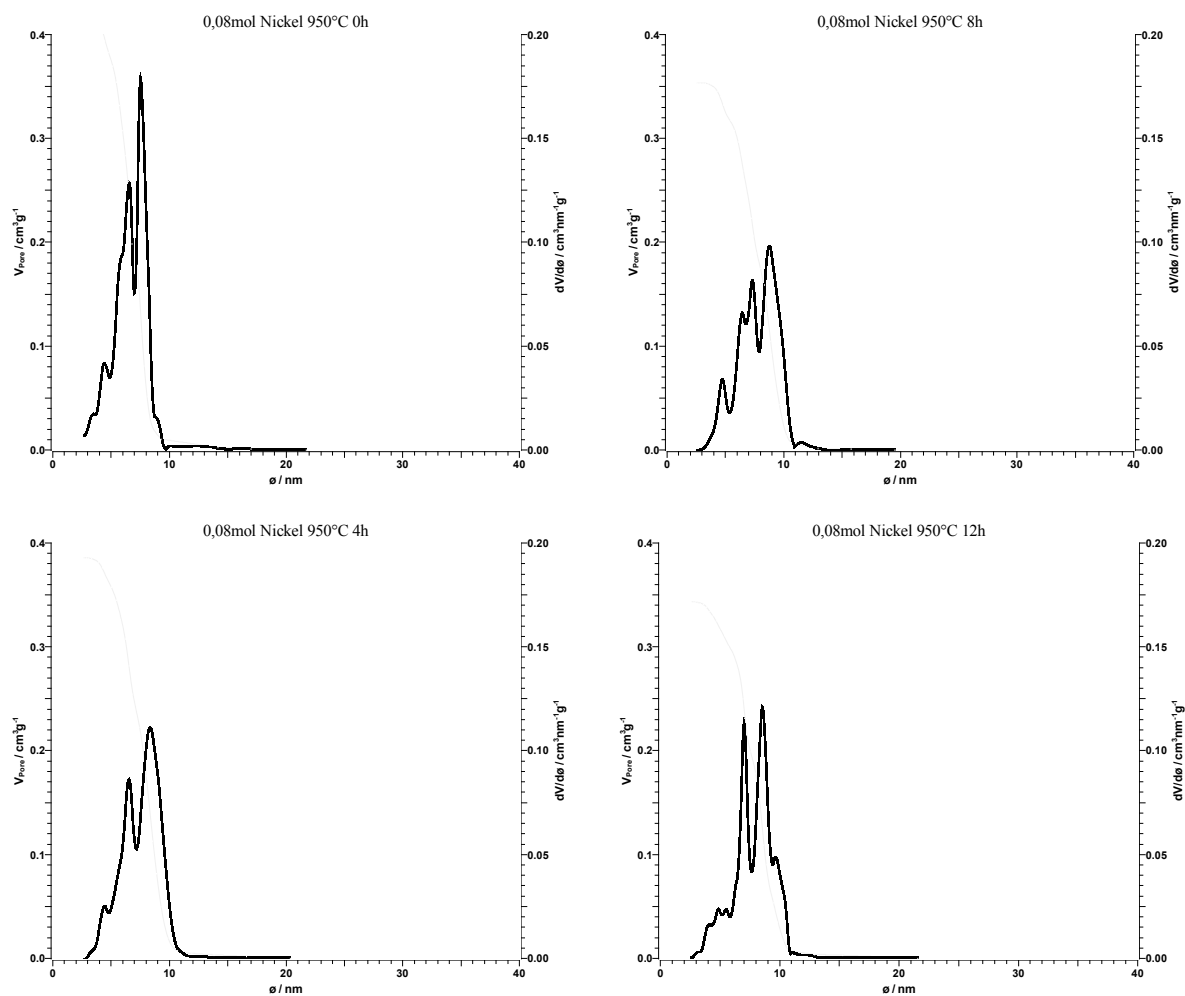 0,08mol Nickel 950°C 0h
0.4
0.3
0.2
0.1
0.0
V_Pore / cm³g⁻¹
0.20
0.15
0.10
0.05
0.00
dV/dø / cm³nm⁻¹g⁻¹
0 10 20 30 40
ø / nm
0,08mol Nickel 950°C 8h
0.4
0.3
0.2
0.1
0.0
V_Pore / cm³g⁻¹
0.20
0.15
0.10
0.05
0.00
dV/dø / cm³nm⁻¹g⁻¹
0 10 20 30 40
ø / nm
0,08mol Nickel 950°C 4h
0.4
0.3
0.2
0.1
0.0
V_Pore / cm³g⁻¹
0.20
0.15
0.10
0.05
0.00
dV/dø / cm³nm⁻¹g⁻¹
0 10 20 30 40
ø / nm
0,08mol Nickel 950°C 12h
0.4
0.3
0.2
0.1
0.0
V_Pore / cm³g⁻¹
0.20
0.15
0.10
0.05
0.00
dV/dø / cm³nm⁻¹g⁻¹
0 10 20 30 40
ø / nm